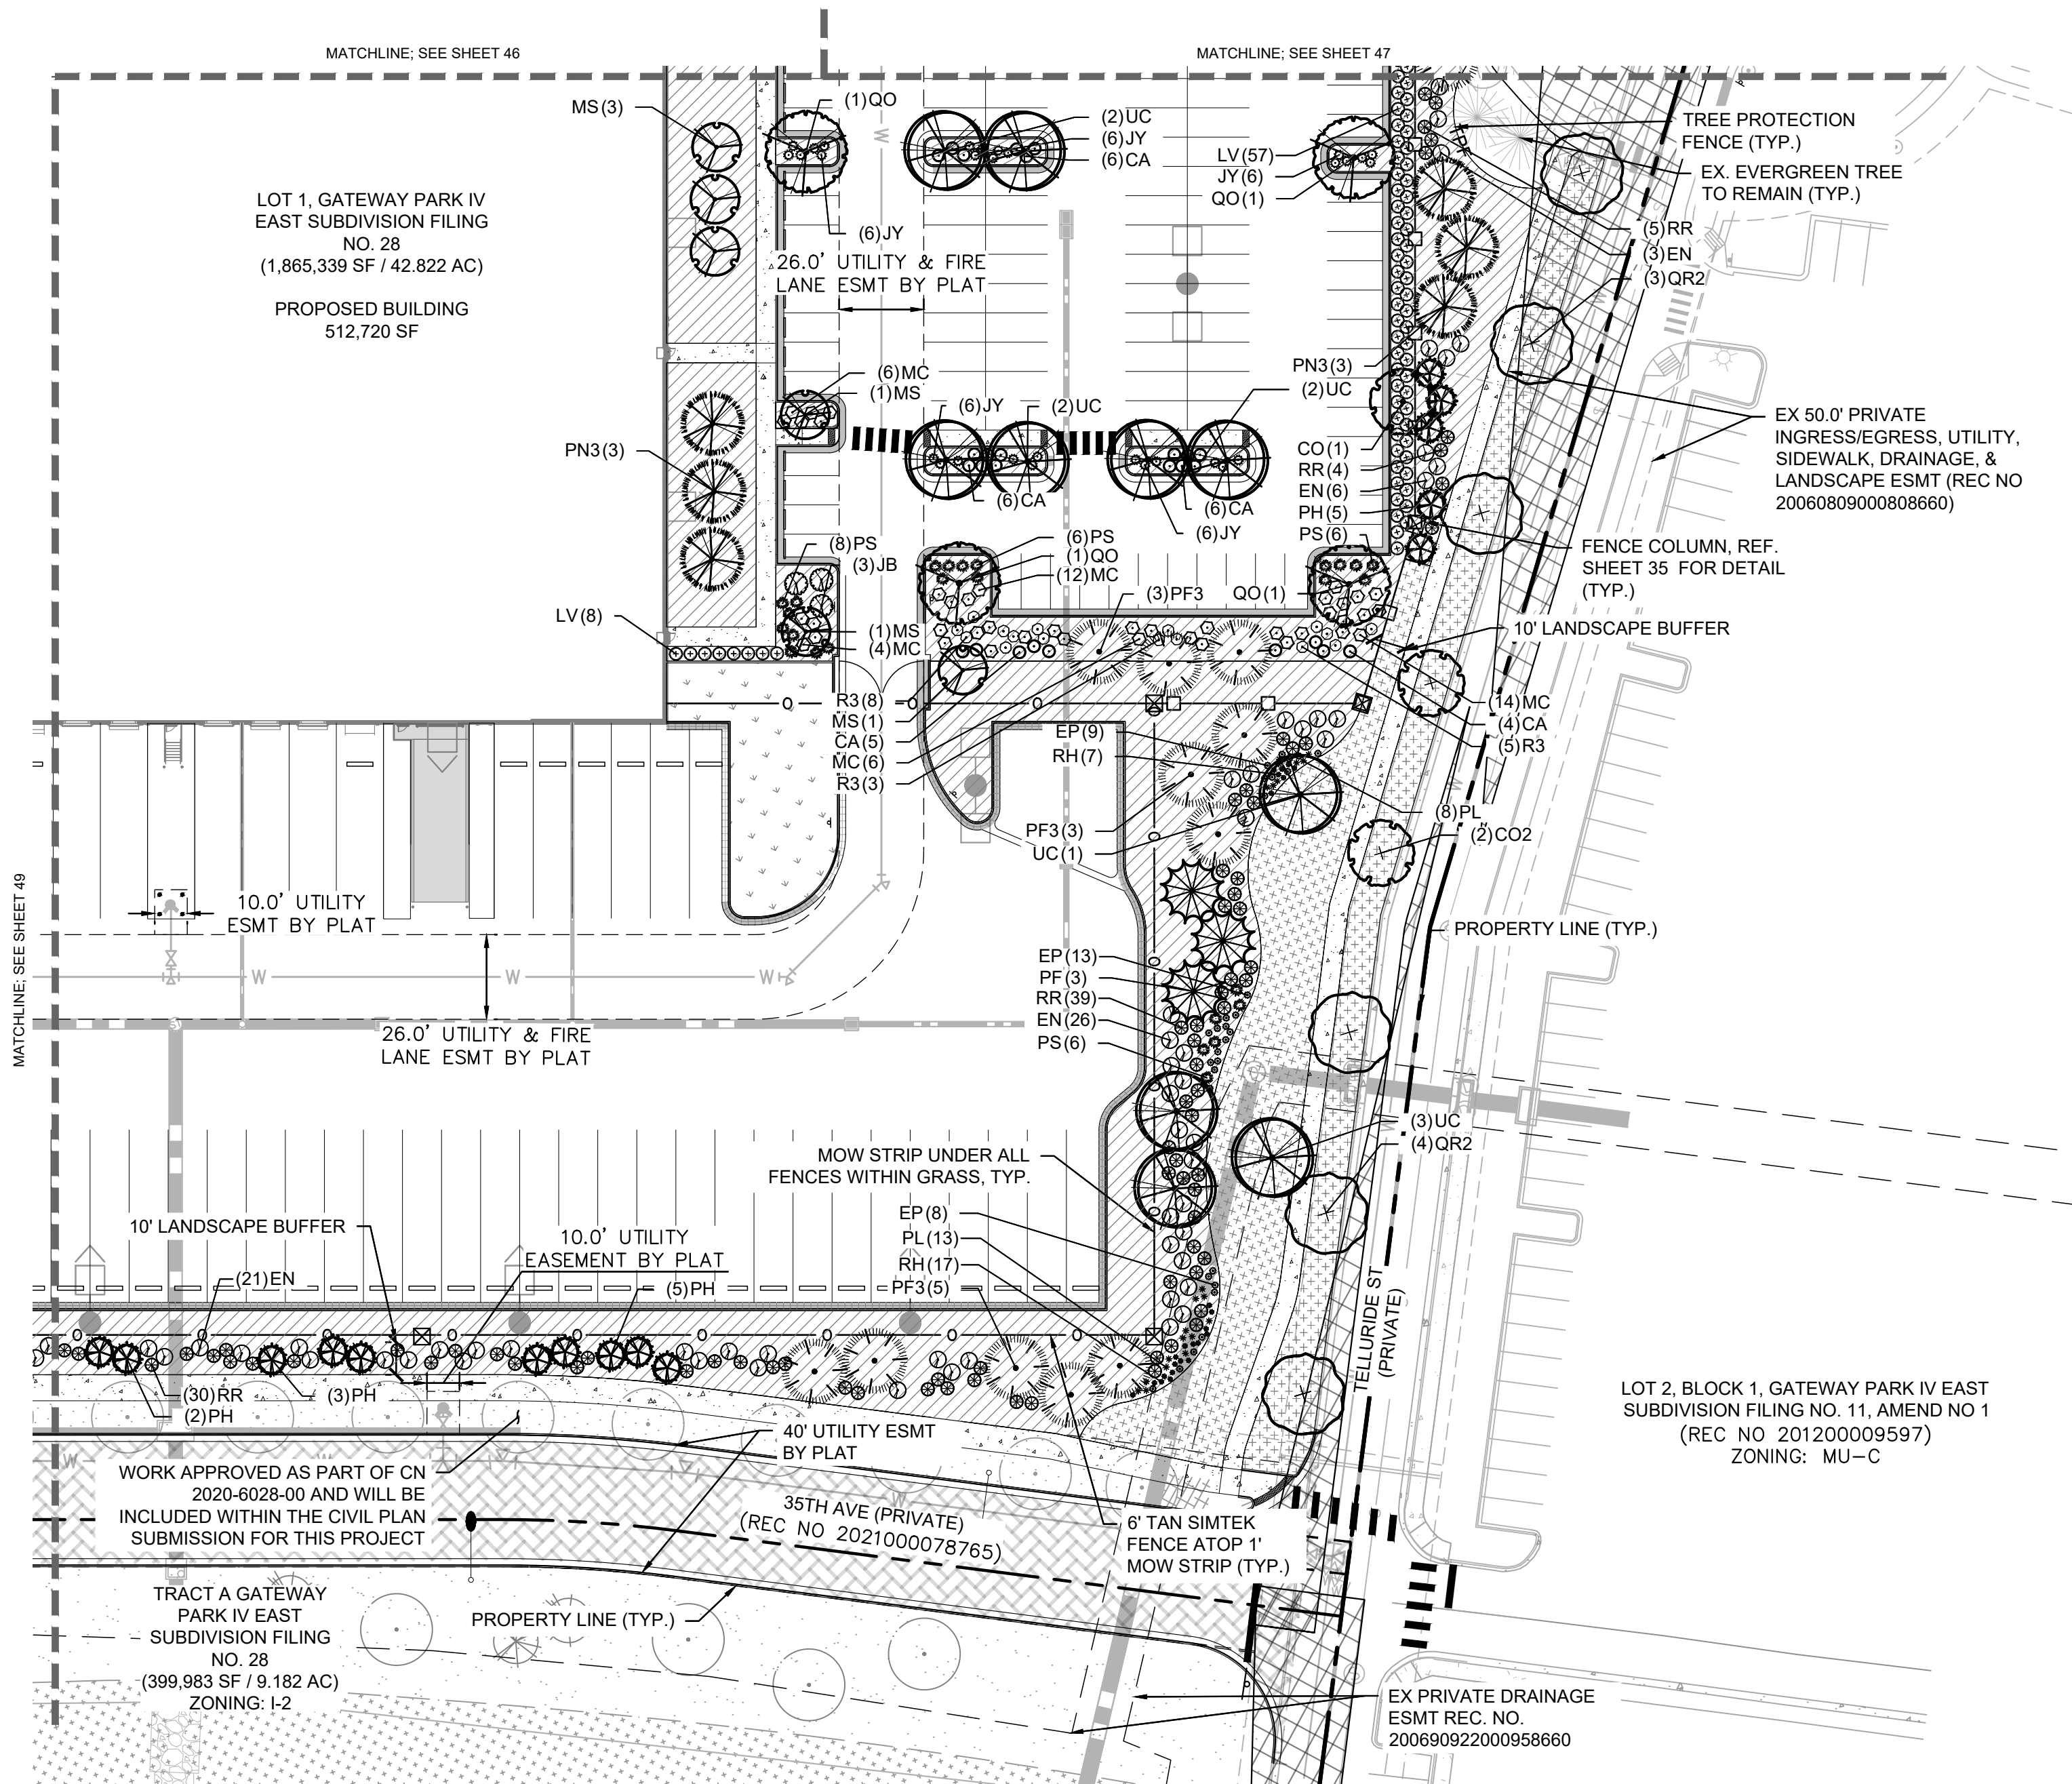 MATCHLINE; SEE SHEET 46
MATCHLINE; SEE SHEET 47
MS(3)
(1)QO
(2)UC
(6)JY
(6)CA
LV(57)
JY(6)
QO(1)
TREE PROTECTION
FENCE (TYP.)
TPF
EX. EVERGREEN TREE
TO REMAIN (TYP.)
LOT 1, GATEWAY PARK IV
EAST SUBDIVISION FILING
NO. 28
(1,865,339 SF / 42.822 AC)
PROPOSED BUILDING
512,720 SF
(6)JY
26.0' UTILITY & FIRE
LANE ESMT BY PLAT
(5)RR
(3)EN
(3)QR2
W
PN3(3)
(6)MC
(1)MS
(2)UC
(6)JY
(2)UC
EX 50.0' PRIVATE
INGRESS/EGRESS, UTILITY,
SIDEWALK, DRAINAGE, &
LANDSCAPE ESMT (REC NO
20060809000808660)
PN3(3)
CO(1)
RR(4)
EN(6)
PH(5)
PS(6)
(6)CA
(6)CA
(6)JY
(8)PS
(3)JB
(6)PS
(1)QO
(12)MC
(3)PF3
QO(1)
FENCE COLUMN, REF.
SHEET 35 FOR DETAIL
(TYP.)
LV(8)
(1)MS
(4)MC
10' LANDSCAPE BUFFER
R3(8)
MS(1)
CA(5)
MC(6)
R3(3)
(14)MC
(4)CA
(5)R3
EP(9)
RH(7)
PF3(3)
UC(1)
(8)PL
(2)CO2
MATCHLINE; SEE SHEET 49
10.0' UTILITY
ESMT BY PLAT
PROPERTY LINE (TYP.)
EP(13)
PF(3)
RR(39)
EN(26)
PS(6)
W
W
W
26.0' UTILITY & FIRE
LANE ESMT BY PLAT
(3)UC
(4)QR2
MOW STRIP UNDER ALL
FENCES WITHIN GRASS, TYP.
10' LANDSCAPE BUFFER
10.0' UTILITY
EASEMENT BY PLAT
EP(8)
PL(13)
RH(17)
PF3(5)
(21)EN
(5)PH
TELLURIDE ST
(PRIVATE)
(30)RR
(2)PH
(3)PH
LOT 2, BLOCK 1, GATEWAY PARK IV EAST
SUBDIVISION FILING NO. 11, AMEND NO 1
(REC NO 201200009597)
ZONING: MU-C
40' UTILITY ESMT
BY PLAT
WORK APPROVED AS PART OF CN
2020-6028-00 AND WILL BE
INCLUDED WITHIN THE CIVIL PLAN
SUBMISSION FOR THIS PROJECT
35TH AVE (PRIVATE)
(REC NO 2021000078765)
6' TAN SIMTEK
FENCE ATOP 1'
MOW STRIP (TYP.)
TRACT A GATEWAY
PARK IV EAST
SUBDIVISION FILING
NO. 28
(399,983 SF / 9.182 AC)
ZONING: I-2
PROPERTY LINE (TYP.)
EX PRIVATE DRAINAGE
ESMT REC. NO.
200690922000958660